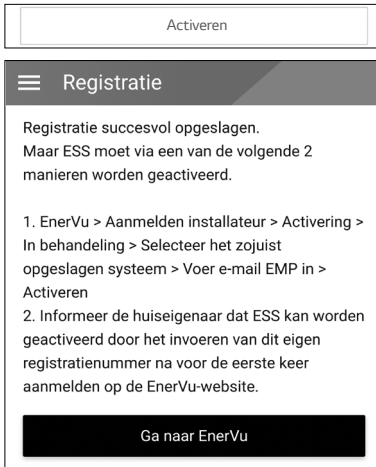 Activeren
Registratie
Registratie succesvol opgeslagen.
Maar ESS moet via een van de volgende 2
manieren worden geactiveerd.
1. EnerVu > Aanmelden installateur > Activering >
In behandeling > Selecteer het zojuist
opgeslagen systeem > Voer e-mail EMP in >
Activeren
2. Informeer de huiseigenaar dat ESS kan worden
geactiveerd door het invoeren van dit eigen
registratienummer na voor de eerste keer
aanmelden op de EnerVu-website.
Ga naar EnerVu